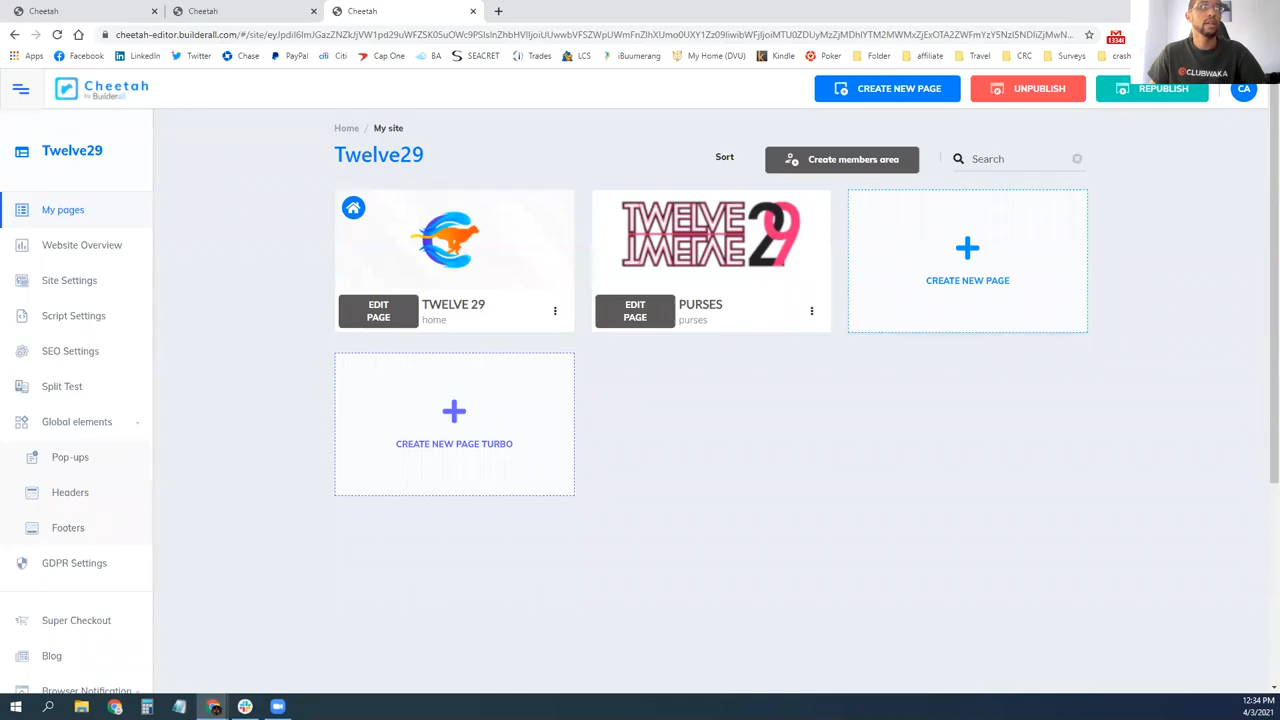 Cheetah
Cheetah
Cheetah
Apps
Facebook
LinkedIn
Twitter
Chase
PayPal
Citi
Cap One
BA
SEACRET
Trades
LCS
iBuumerang
My Home (DVU)
Kindle
Poker
Folder
affiliate
Travel
CRC
Surveys
crash
CLUBWAKA
Cheetah
by Builderall
CREATE NEW PAGE
UNPUBLISH
REPUBLISH
CA
Twelve29
My pages
Website Overview
Site Settings
Script Settings
SEO Settings
Split Test
Global elements
Pop-ups
Headers
Footers
GDPR Settings
Super Checkout
Blog
Browser Notification
Home / My site
Twelve29
Sort
Create members area
Search
EDIT PAGE
TWELVE 29
home
TWELVE 29
EDIT PAGE
PURSES
purses
CREATE NEW PAGE
CREATE NEW PAGE TURBO
12:34 PM
4/3/2021